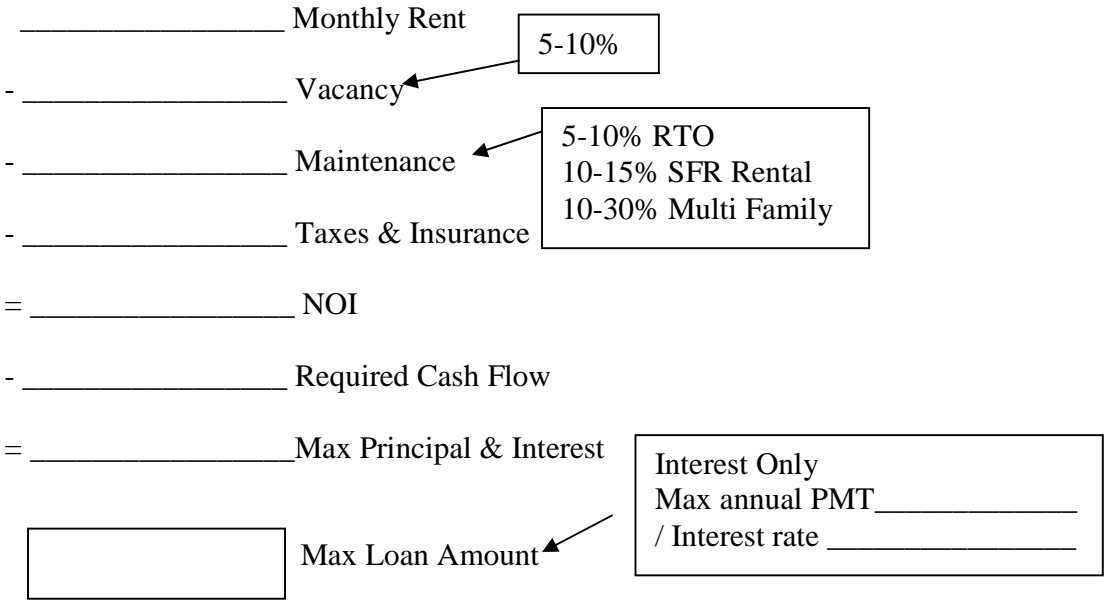 _________________ Monthly Rent
5-10%
- _________________ Vacancy
5-10% RTO
- _________________ Maintenance
10-15% SFR Rental
10-30% Multi Family
- _________________ Taxes & Insurance
= _________________ NOI
- _________________ Required Cash Flow
= _________________Max Principal & Interest
Interest Only
Max annual PMT_____________
/ Interest rate ________________
Max Loan Amount